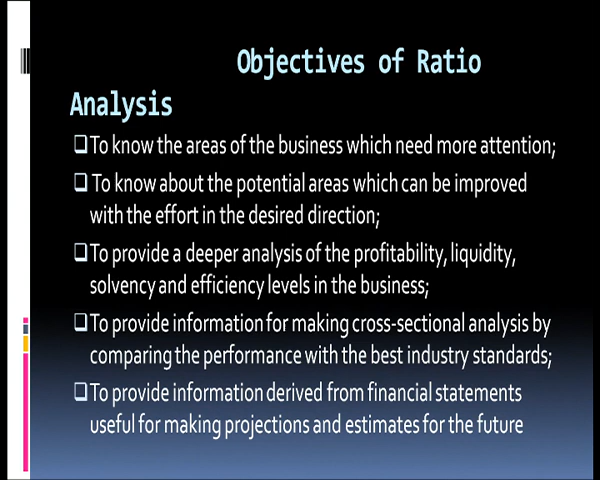 Objectives of Ratio
Analysis
❑To know the areas of the business which need more attention;
❑ To know about the potential areas which can be improved
with the effort in the desired direction;
❑To provide a deeper analysis of the profitability, liquidity,
solvency and efficiency levels in the business;
❑To provide information for making cross-sectional analysis by
comparing the performance with the best industry standards;
❑To provide information derived from financial statements
useful for making projections and estimates for the future